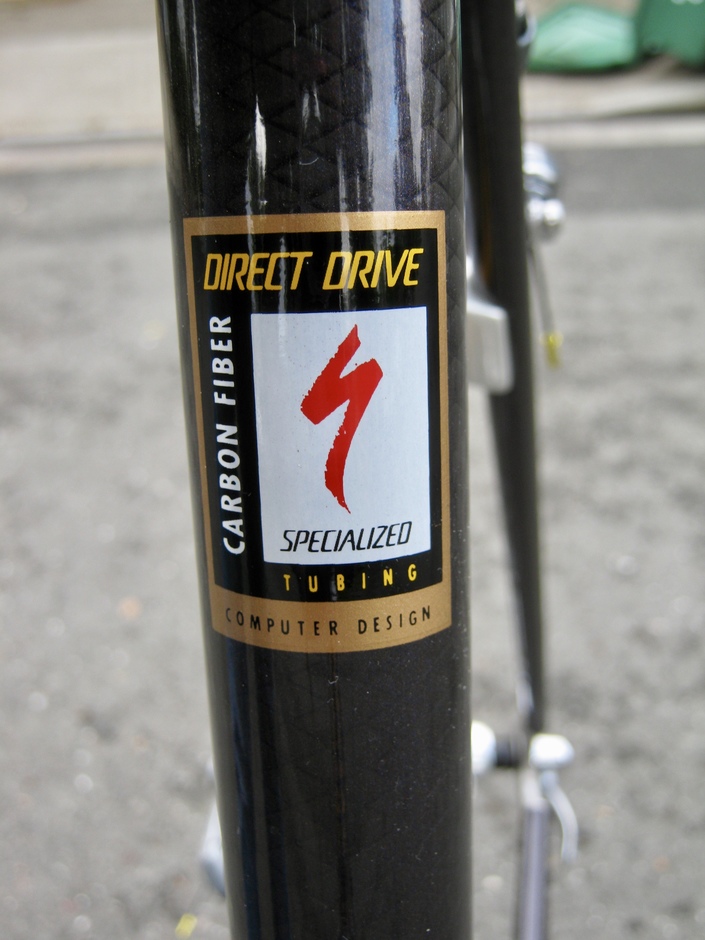 DIRECT DRIVE
CARBON FIBER
SPECIALIZED
TUBING
COMPUTER DESIGN